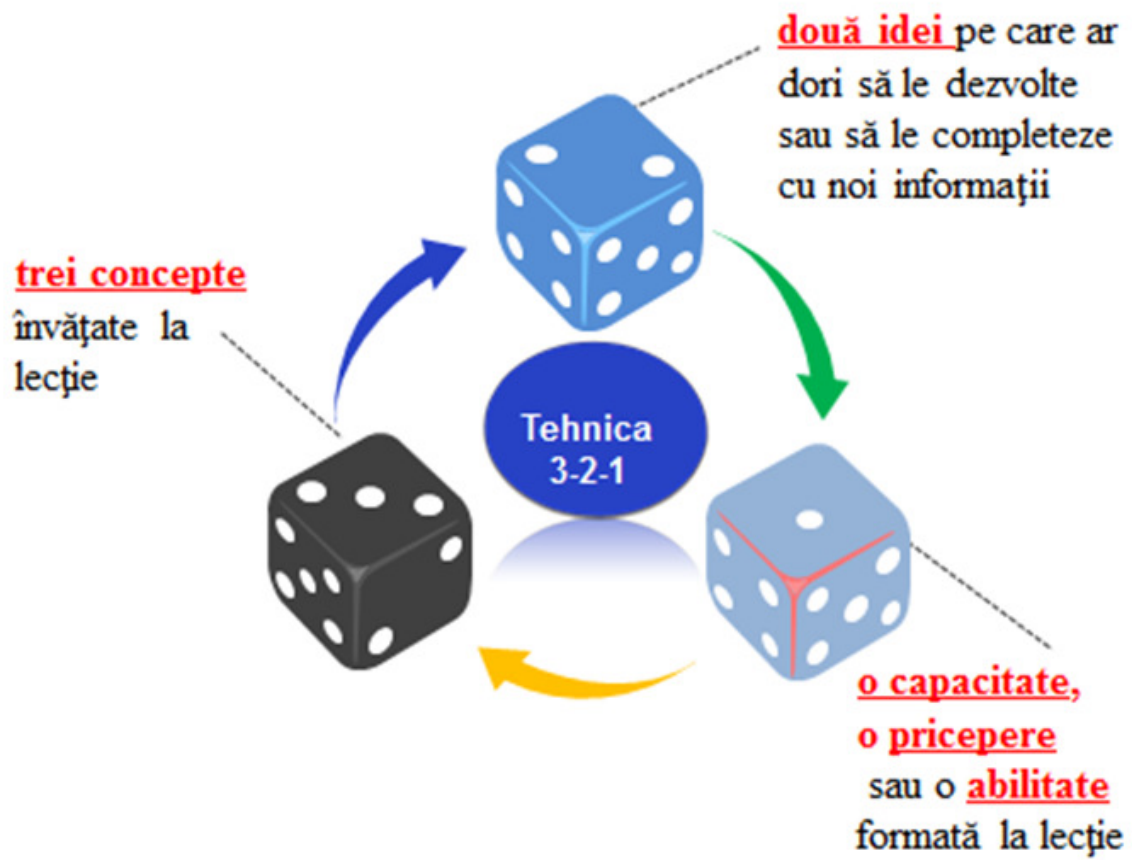 două idei pe care ar
dori să le dezvolte
sau să le completeze
cu noi informaţii
trei concepte
învăţate la
lecţie
Tehnica
3-2-1
o capacitate,
o pricepere
sau o abilitate
formată la lecţie